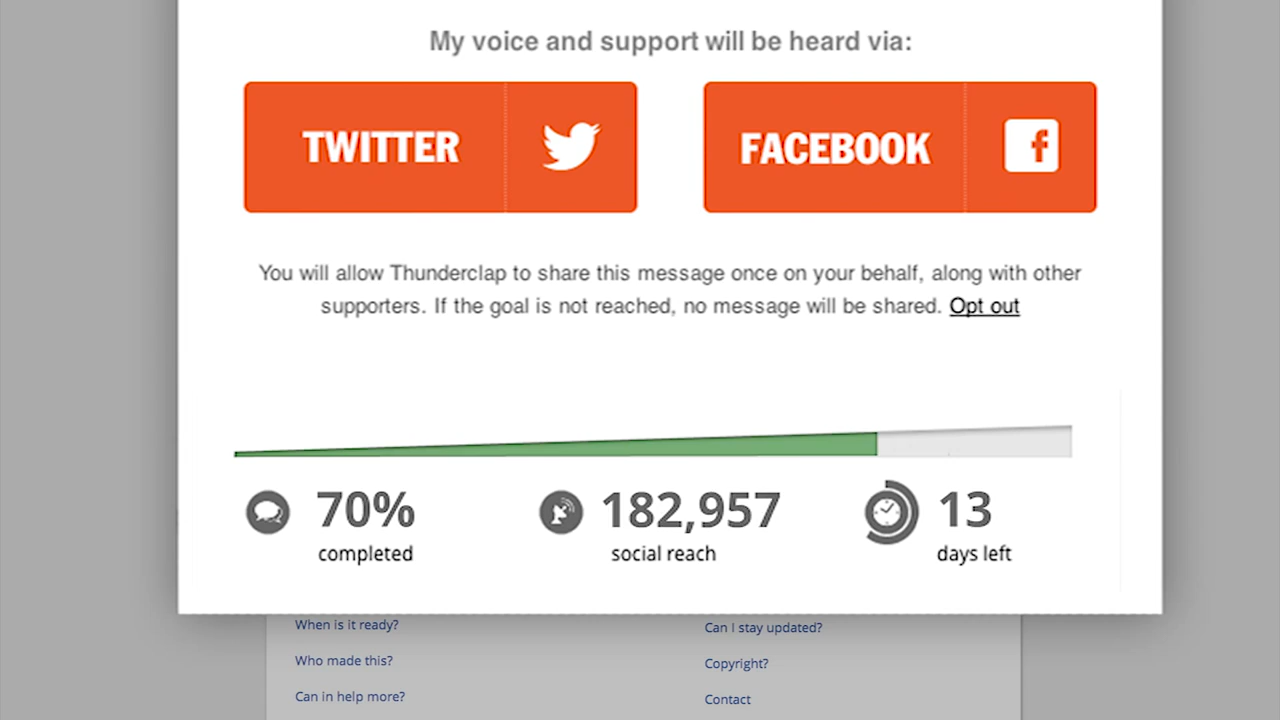 My voice and support will be heard via:
TWITTER
FACEBOOK
You will allow Thunderclap to share this message once on your behalf, along with other
supporters. If the goal is not reached, no message will be shared. Opt out
70%
completed
182,957
social reach
13
days left
When is it ready?
Can I stay updated?
Who made this?
Copyright?
Can in help more?
Contact